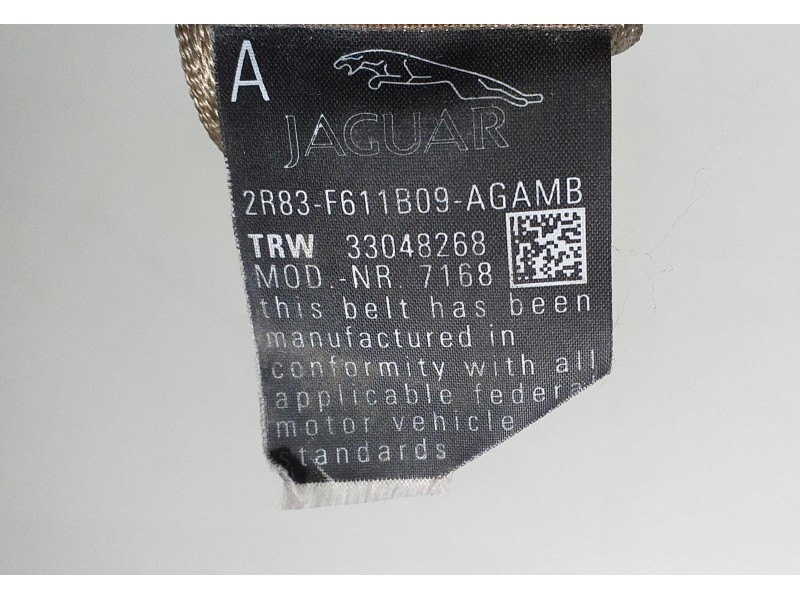 A
JAGUAR
2R83-F611B09-AGAMB
TRW 33048268
MOD.-NR. 7168
this belt has been
manufactured in
conformity with all
applicable federal
motor vehicle
standards